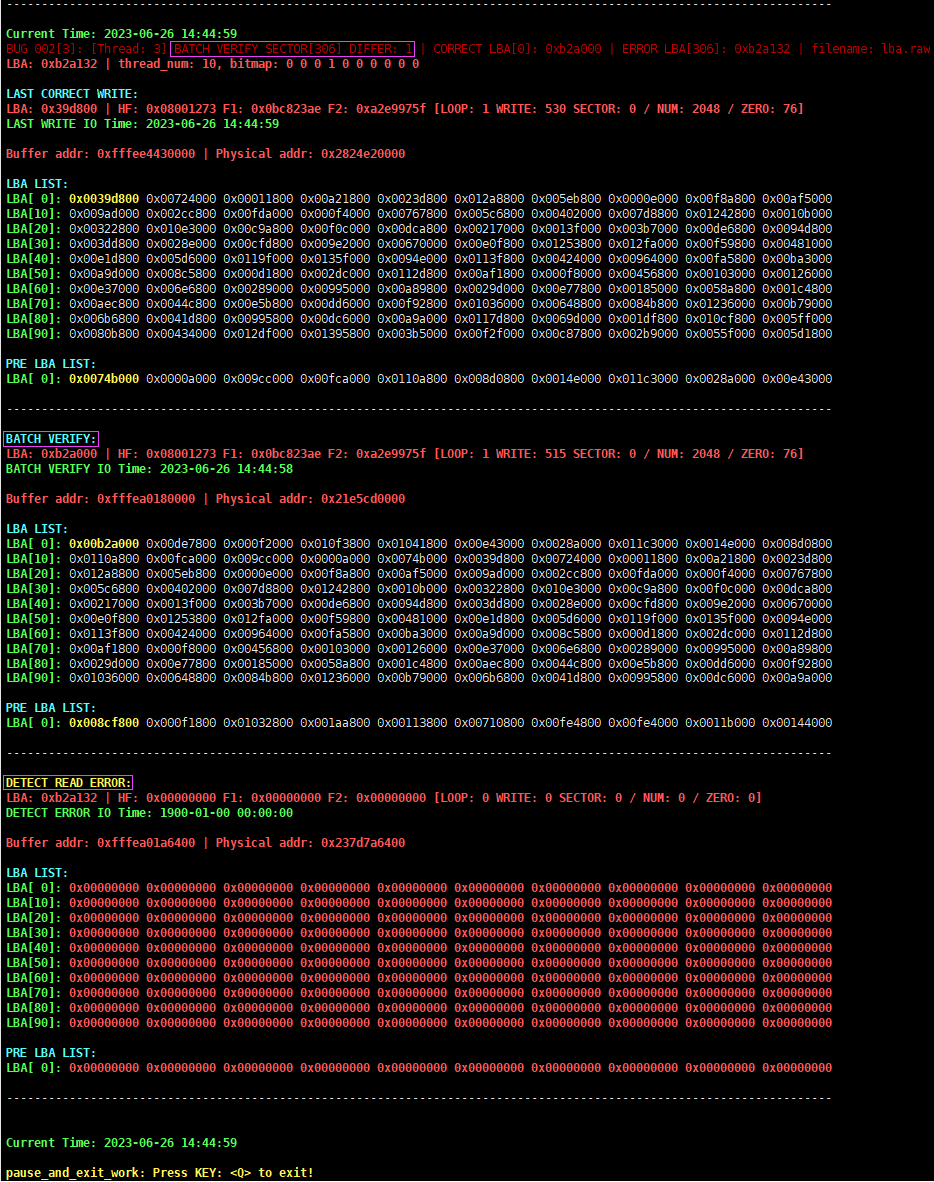 ----------------------------------------------------------------------------------------------------------------------
Current Time: 2023-06-26 14:44:59
BUG 002[3]: [Thread: 3] BATCH VERIFY SECTOR[306] DIFFER: 1 | CORRECT LBA[0]: 0xb2a000 | ERROR LBA[306]: 0xb2a132 | filename: lba.raw
LBA: 0xb2a132 | thread_num: 10, bitmap: 0 0 0 1 0 0 0 0 0 0
LAST CORRECT WRITE:
LBA: 0x39d800 | HF: 0x08001273 F1: 0x0bc823ae F2: 0xa2e9975f [LOOP: 1 WRITE: 530 SECTOR: 0 / NUM: 2048 / ZERO: 76]
LAST WRITE IO Time: 2023-06-26 14:44:59
Buffer addr: 0xfffee4430000 | Physical addr: 0x2824e20000
LBA LIST:
LBA[ 0]: 0x0039d800 0x00724000 0x00011800 0x00a21800 0x0023d800 0x012a8800 0x005eb800 0x0000e000 0x00f8a800 0x00af5000
LBA[10]: 0x009ad000 0x002cc800 0x00fda000 0x000f4000 0x00767800 0x005c6800 0x00402000 0x007d8800 0x01242800 0x0010b000
LBA[20]: 0x00322800 0x010e3000 0x00c9a800 0x00f0c000 0x00dca800 0x00217000 0x0013f000 0x003b7000 0x00de6800 0x0094d800
LBA[30]: 0x003dd800 0x0028e000 0x00cfd800 0x009e2000 0x00670000 0x00e0f800 0x01253800 0x012fa000 0x00f59800 0x00481000
LBA[40]: 0x00e1d800 0x005d6000 0x0119f000 0x0135f000 0x0094e000 0x0113f800 0x00424000 0x00964000 0x00fa5800 0x00ba3000
LBA[50]: 0x00a9d000 0x008c5800 0x000d1800 0x002dc000 0x0112d800 0x00af1800 0x000f8000 0x00456800 0x00103000 0x00126000
LBA[60]: 0x00e37000 0x006e6800 0x00289000 0x00995000 0x00a89800 0x0029d000 0x00e77800 0x00185000 0x0058a800 0x001c4800
LBA[70]: 0x00aec800 0x0044c800 0x00e5b800 0x00dd6000 0x00f92800 0x01036000 0x00648800 0x0084b800 0x01236000 0x00b79000
LBA[80]: 0x006b6800 0x0041d800 0x00995800 0x00dc6000 0x00a9a000 0x0117d800 0x0069d000 0x001df800 0x010cf800 0x005ff000
LBA[90]: 0x0080b800 0x00434000 0x012df000 0x01395800 0x003b5000 0x00f2f000 0x00c87800 0x002b9000 0x0055f000 0x005d1800
PRE LBA LIST:
LBA[ 0]: 0x0074b000 0x0000a000 0x009cc000 0x00fca000 0x0110a800 0x008d0800 0x0014e000 0x011c3000 0x0028a000 0x00e43000
----------------------------------------------------------------------------------------------------------------------
BATCH VERIFY:
LBA: 0xb2a000 | HF: 0x08001273 F1: 0x0bc823ae F2: 0xa2e9975f [LOOP: 1 WRITE: 515 SECTOR: 0 / NUM: 2048 / ZERO: 76]
BATCH VERIFY IO Time: 2023-06-26 14:44:58
Buffer addr: 0xfffea0180000 | Physical addr: 0x21e5cd0000
LBA LIST:
LBA[ 0]: 0x00b2a000 0x00de7800 0x000f2000 0x010f3800 0x01041800 0x00e43000 0x0028a000 0x011c3000 0x0014e000 0x008d0800
LBA[10]: 0x0110a800 0x00fca000 0x009cc000 0x0000a000 0x0074b000 0x0039d800 0x00724000 0x00011800 0x00a21800 0x0023d800
LBA[20]: 0x012a8800 0x005eb800 0x0000e000 0x00f8a800 0x00af5000 0x009ad000 0x002cc800 0x00fda000 0x000f4000 0x00767800
LBA[30]: 0x005c6800 0x00402000 0x007d8800 0x01242800 0x0010b000 0x00322800 0x010e3000 0x00c9a800 0x00f0c000 0x00dca800
LBA[40]: 0x00217000 0x0013f000 0x003b7000 0x00de6800 0x0094d800 0x003dd800 0x0028e000 0x00cfd800 0x009e2000 0x00670000
LBA[50]: 0x00e0f800 0x01253800 0x012fa000 0x00f59800 0x00481000 0x00e1d800 0x005d6000 0x0119f000 0x0135f000 0x0094e000
LBA[60]: 0x0113f800 0x00424000 0x00964000 0x00fa5800 0x00ba3000 0x00a9d000 0x008c5800 0x000d1800 0x002dc000 0x0112d800
LBA[70]: 0x00af1800 0x000f8000 0x00456800 0x00103000 0x00126000 0x00e37000 0x006e6800 0x00289000 0x00995000 0x00a89800
LBA[80]: 0x0029d000 0x00e77800 0x00185000 0x0058a800 0x001c4800 0x00aec800 0x0044c800 0x00e5b800 0x00dd6000 0x00f92800
LBA[90]: 0x01036000 0x00648800 0x0084b800 0x01236000 0x00b79000 0x006b6800 0x0041d800 0x00995800 0x00dc6000 0x00a9a000
PRE LBA LIST:
LBA[ 0]: 0x008cf800 0x000f1800 0x01032800 0x001aa800 0x00113800 0x00710800 0x00fe4800 0x00fe4000 0x0011b000 0x00144000
----------------------------------------------------------------------------------------------------------------------
DETECT READ ERROR:
LBA: 0xb2a132 | HF: 0x00000000 F1: 0x00000000 F2: 0x00000000 [LOOP: 0 WRITE: 0 SECTOR: 0 / NUM: 0 / ZERO: 0]
DETECT ERROR IO Time: 1900-01-00 00:00:00
Buffer addr: 0xfffea01a6400 | Physical addr: 0x237d7a6400
LBA LIST:
LBA[ 0]: 0x00000000 0x00000000 0x00000000 0x00000000 0x00000000 0x00000000 0x00000000 0x00000000 0x00000000 0x00000000
LBA[10]: 0x00000000 0x00000000 0x00000000 0x00000000 0x00000000 0x00000000 0x00000000 0x00000000 0x00000000 0x00000000
LBA[20]: 0x00000000 0x00000000 0x00000000 0x00000000 0x00000000 0x00000000 0x00000000 0x00000000 0x00000000 0x00000000
LBA[30]: 0x00000000 0x00000000 0x00000000 0x00000000 0x00000000 0x00000000 0x00000000 0x00000000 0x00000000 0x00000000
LBA[40]: 0x00000000 0x00000000 0x00000000 0x00000000 0x00000000 0x00000000 0x00000000 0x00000000 0x00000000 0x00000000
LBA[50]: 0x00000000 0x00000000 0x00000000 0x00000000 0x00000000 0x00000000 0x00000000 0x00000000 0x00000000 0x00000000
LBA[60]: 0x00000000 0x00000000 0x00000000 0x00000000 0x00000000 0x00000000 0x00000000 0x00000000 0x00000000 0x00000000
LBA[70]: 0x00000000 0x00000000 0x00000000 0x00000000 0x00000000 0x00000000 0x00000000 0x00000000 0x00000000 0x00000000
LBA[80]: 0x00000000 0x00000000 0x00000000 0x00000000 0x00000000 0x00000000 0x00000000 0x00000000 0x00000000 0x00000000
LBA[90]: 0x00000000 0x00000000 0x00000000 0x00000000 0x00000000 0x00000000 0x00000000 0x00000000 0x00000000 0x00000000
PRE LBA LIST:
LBA[ 0]: 0x00000000 0x00000000 0x00000000 0x00000000 0x00000000 0x00000000 0x00000000 0x00000000 0x00000000 0x00000000
----------------------------------------------------------------------------------------------------------------------
Current Time: 2023-06-26 14:44:59
pause_and_exit_work: Press KEY: <Q> to exit!